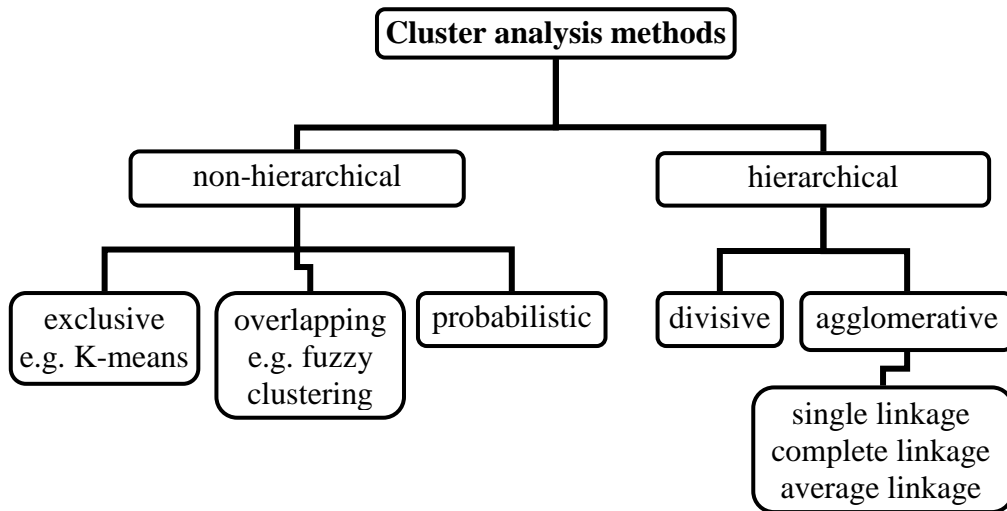 Cluster analysis methods
non-hierarchical
hierarchical
exclusive
e.g. K-means
overlapping
e.g. fuzzy
clustering
probabilistic
divisive
agglomerative
single linkage
complete linkage
average linkage